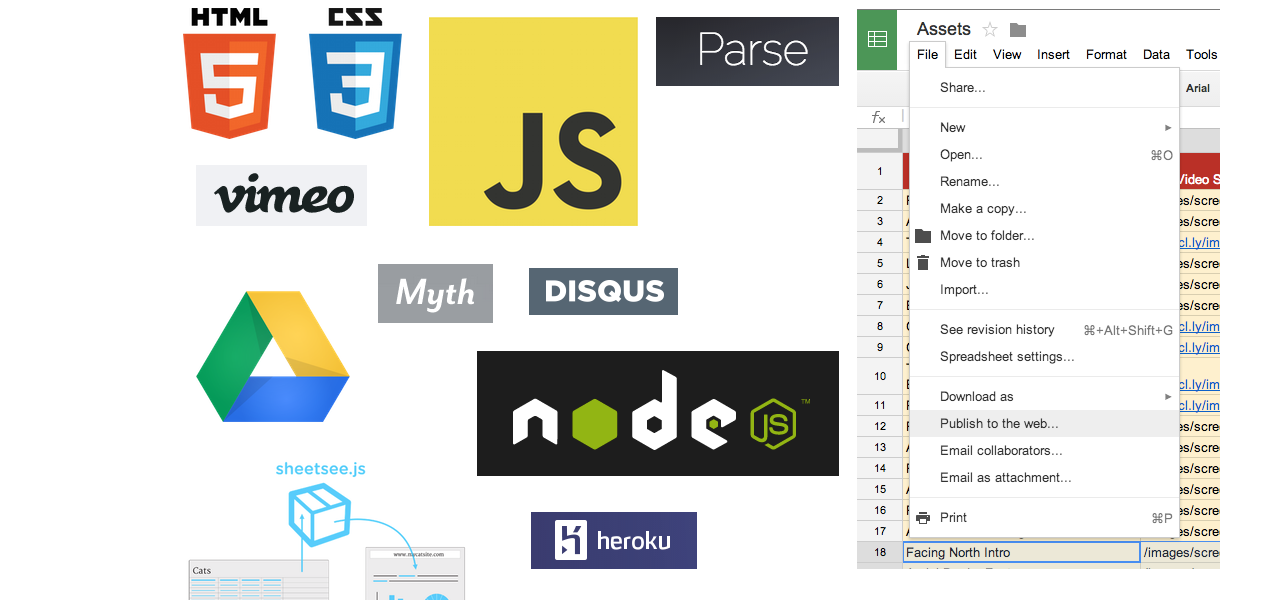 HTML
5
CSS
3
JS
Parse
vimeo
Myth
DISQUS
node
JS
TM
sheetsee.js
heroku
www.mycatsite.com
Cats
Assets
File Edit View Insert Format Data Tools
Arial
fx
Share...
New
Open... ⌘O
Rename...
Make a copy...
Move to folder...
Move to trash
Import...
See revision history ⌘+Alt+Shift+G
Spreadsheet settings...
Download as
Publish to the web...
Email collaborators...
Email as attachment...
Print ⌘P
1 Video S
2 es/scre
3 es/scre
4 cl.ly/im
5 es/scre
6 es/scre
7 es/scre
8 cl.ly/im
9 cl.ly/im
10 cl.ly/im
11 cl.ly/im
12 es/scre
13 es/scre
14 es/scre
15 es/scre
16 es/scre
17 es/scre
18 Facing North Intro /images/scre